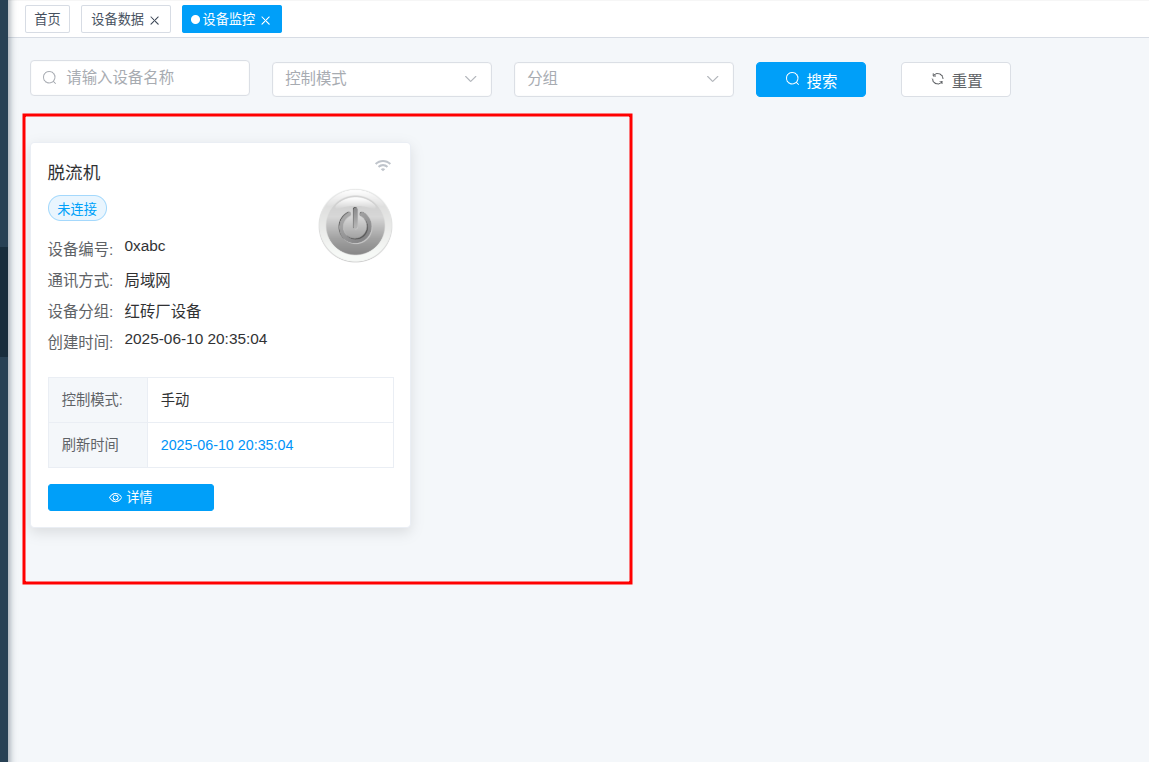 首页 设备数据 设备监控
请输入设备名称 控制模式 分组 搜索 重置
脱流机
未连接
设备编号: 0xabc
通讯方式: 局域网
设备分组: 红砖厂设备
创建时间: 2025-06-10 20:35:04
控制模式: 手动
刷新时间 2025-06-10 20:35:04
详情